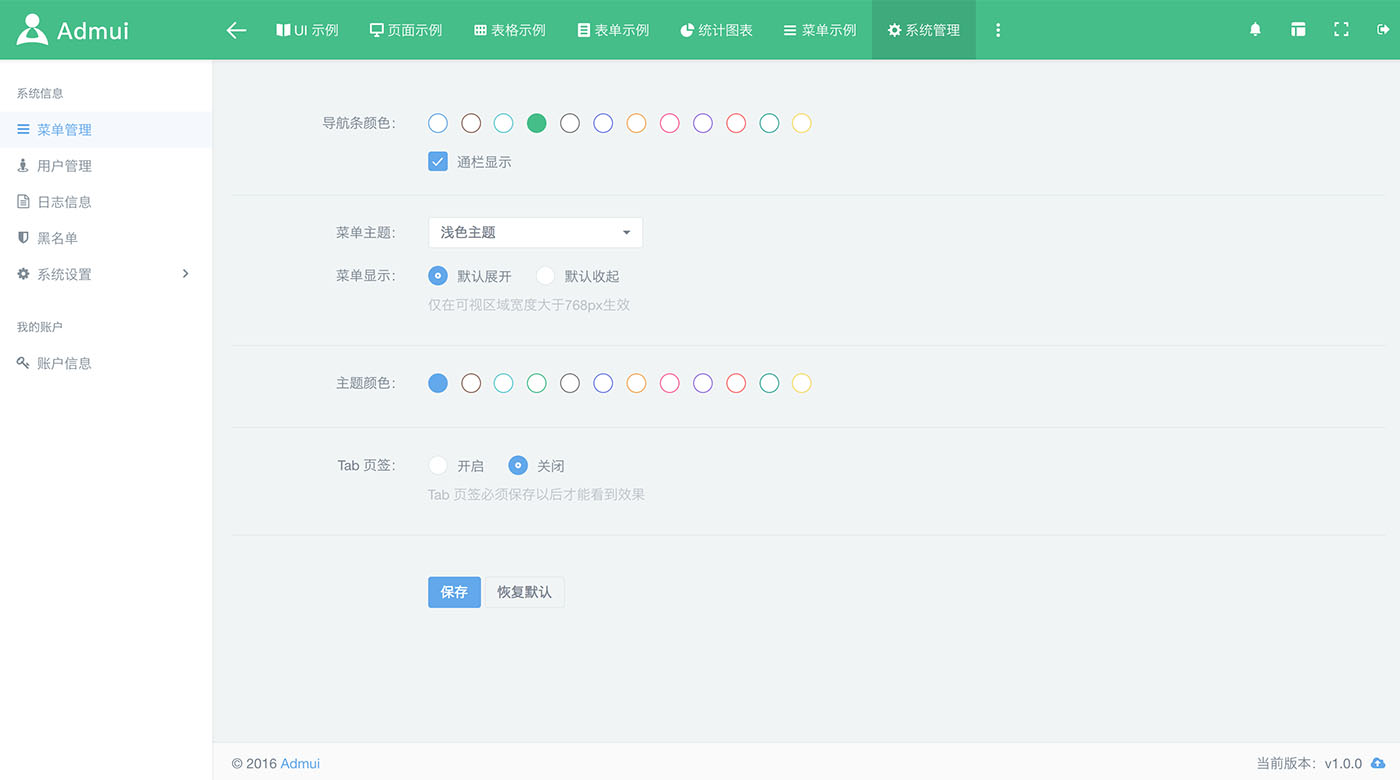 Admui
UI 示例
页面示例
表格示例
表单示例
统计图表
菜单示例
系统管理
系统信息
菜单管理
用户管理
日志信息
黑名单
系统设置
我的账户
账户信息
导航条颜色：
通栏显示
菜单主题：
浅色主题
菜单显示：
默认展开 默认收起
仅在可视区域宽度大于768px生效
主题颜色：
Tab 页签：
开启 关闭
Tab 页签必须保存以后才能看到效果
保存 恢复默认
© 2016 Admui
当前版本：v1.0.0